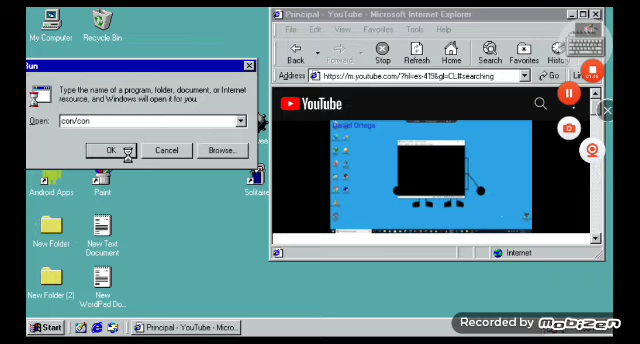 My Computer
Recycle Bin
Run
Type the name of a program, folder, document, or Internet
resource, and Windows will open it for you.
Open: con/con
OK Cancel Browse...
Android Apps
Paint
Solitaire
New Folder
New Text
Document
New Folder (2)
New
WordPad Do...
Principal - YouTube - Microsoft Internet Explorer
File Edit View Favorites Tools Help
Back Forward Stop Refresh Home Search Favorites
Address https://m.youtube.com/?hl=es-419&gl=CL#searching Go
YouTube
Daniel Ortega
Internet
Start Principal - YouTube - Micro...
Recorded by mobizen